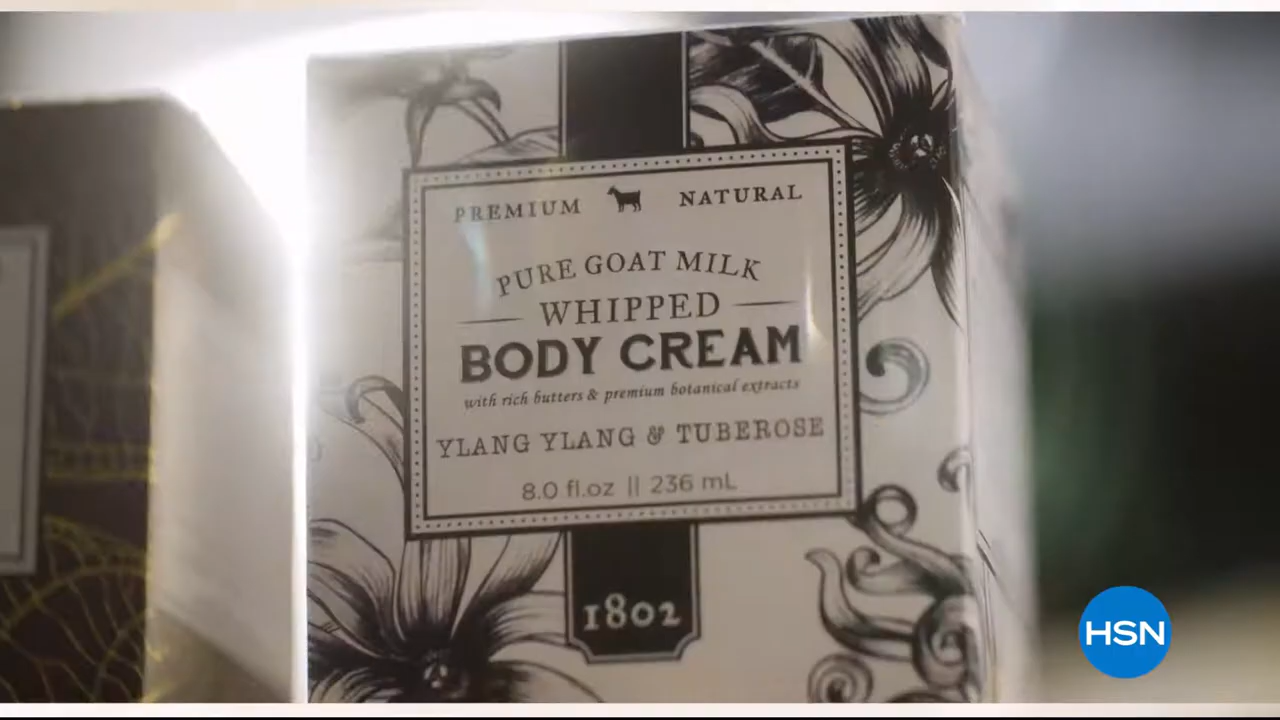 PREMIUM NATURAL
PURE GOAT MILK
WHIPPED
BODY CREAM
with rich butters & premium botanical extracts
YLANG YLANG & TUBEROSE
8.0 fl.oz || 236 mL
1802
HSN